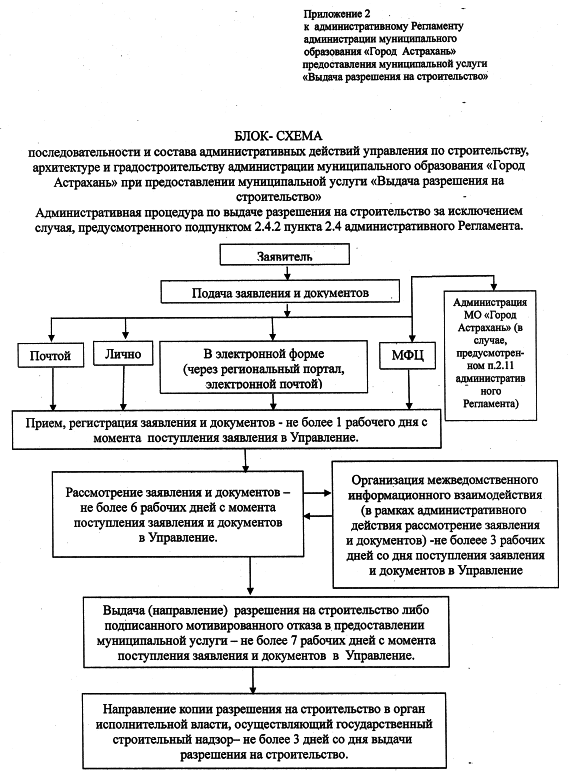 Приложение 2
к административному Регламенту
администрации муниципального
образования «Город Астрахань»
предоставления муниципальной услуги
«Выдача разрешения на строительство»
БЛОК- СХЕМА
последовательности и состава административных действий управления по строительству,
архитектуре и градостроительству администрации муниципального образования «Город
Астрахань» при предоставлении муниципальной услуги «Выдача разрешения на
строительство»
Административная процедура по выдаче разрешения на строительство за исключением
случая, предусмотренного подпунктом 2.4.2 пункта 2.4 административного Регламента.
Заявитель
Подача заявления и документов
Почтой
Лично
В электронной форме
(через региональный портал,
электронной почтой)
МФЦ
Администрация
МО «Город
Астрахань» (в
случае,
предусмотрен-
ном п.2.11
административ
ного
Регламента)
Прием, регистрация заявления и документов - не более 1 рабочего дня с
момента поступления заявления в Управление.
Рассмотрение заявления и документов –
не более 6 рабочих дней с момента
поступления заявления и документов
в Управление.
Организация межведомственного
информационного взаимодействия
(в рамках административного
действия рассмотрение заявления
и документов) -не болеее 3 рабочих
дней со дня поступления заявления
и документов в Управление
Выдача (направление) разрешения на строительство либо
подписанного мотивированного отказа в предоставлении
муниципальной услуги – не более 7 рабочих дней с момента
поступления заявления и документов в Управление.
Направление копии разрешения на строительство в орган
исполнительной власти, осуществляющий государственный
строительный надзор– не более 3 дней со дня выдачи
разрешения на строительство.